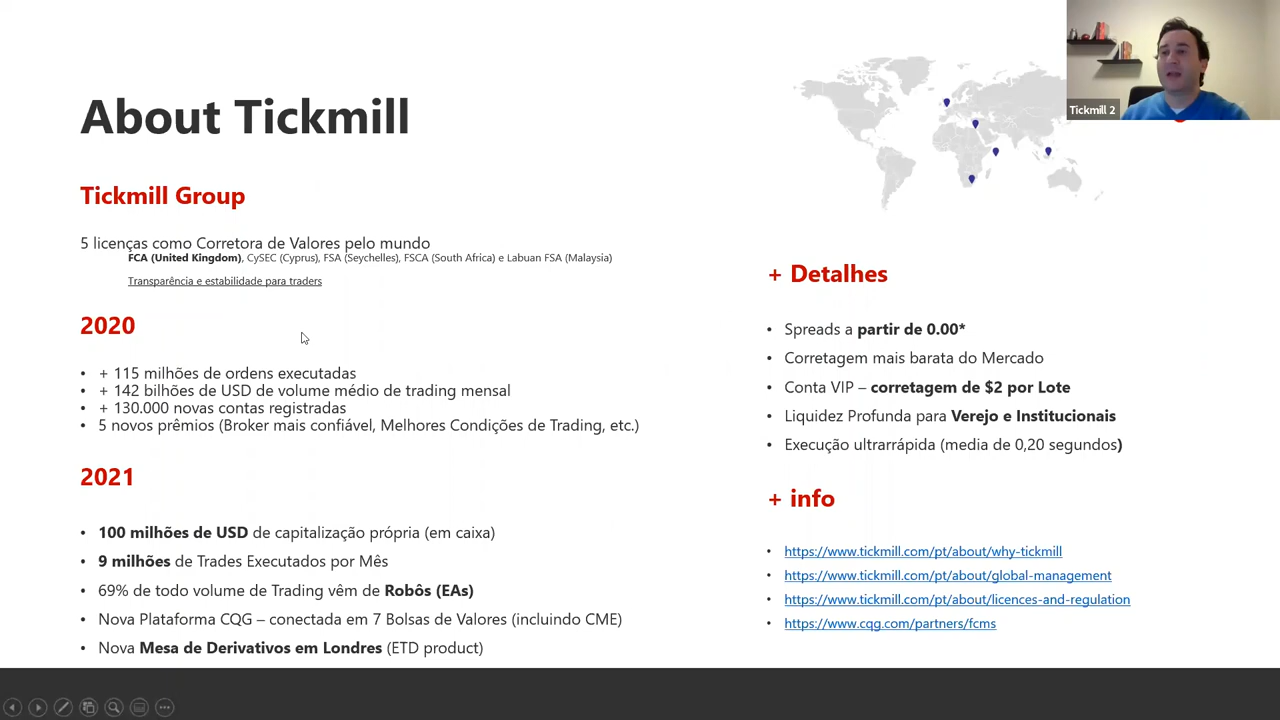 About Tickmill
Tickmill 2
Tickmill Group
5 licenças como Corretora de Valores pelo mundo
FCA (United Kingdom), CySEC (Cyprus), FSA (Seychelles), FSCA (South Africa) e Labuan FSA (Malaysia)
Transparência e estabilidade para traders
2020
• + 115 milhões de ordens executadas
• + 142 bilhões de USD de volume médio de trading mensal
• + 130.000 novas contas registradas
• 5 novos prêmios (Broker mais confiável, Melhores Condições de Trading, etc.)
2021
• 100 milhões de USD de capitalização própria (em caixa)
• 9 milhões de Trades Executados por Mês
• 69% de todo volume de Trading vêm de Robôs (EAs)
• Nova Plataforma CQG – conectada em 7 Bolsas de Valores (incluindo CME)
• Nova Mesa de Derivativos em Londres (ETD product)
+ Detalhes
• Spreads a partir de 0.00*
• Corretagem mais barata do Mercado
• Conta VIP – corretagem de $2 por Lote
• Liquidez Profunda para Verejo e Institucionais
• Execução ultrarrápida (media de 0,20 segundos)
+ info
• https://www.tickmill.com/pt/about/why-tickmill
• https://www.tickmill.com/pt/about/global-management
• https://www.tickmill.com/pt/about/licences-and-regulation
• https://www.cqg.com/partners/fcms